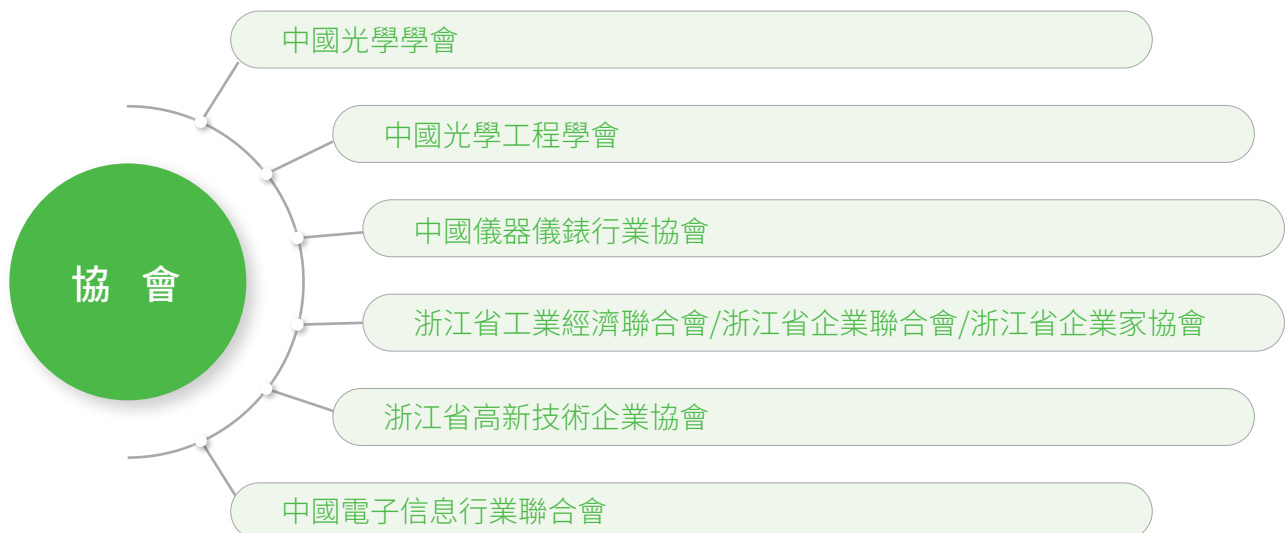 中國光學學會
中國光學工程學會
中國儀器儀錶行業協會
協 會
浙江省工業經濟聯合會/浙江省企業聯合會/浙江省企業家協會
浙江省高新技術企業協會
中國電子信息行業聯合會